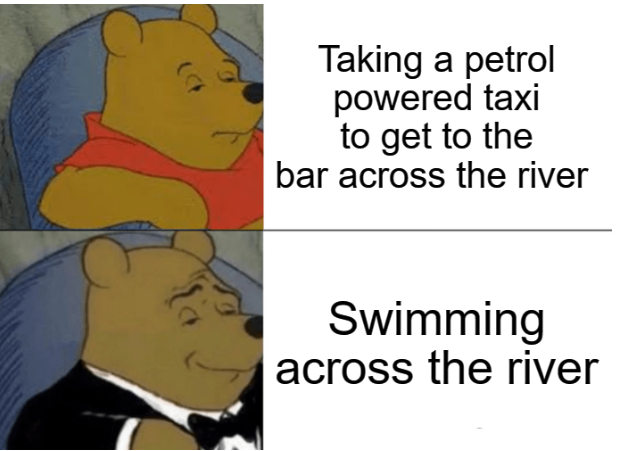 Taking a petrol
powered taxi
to get to the
bar across the river
Swimming
across the river